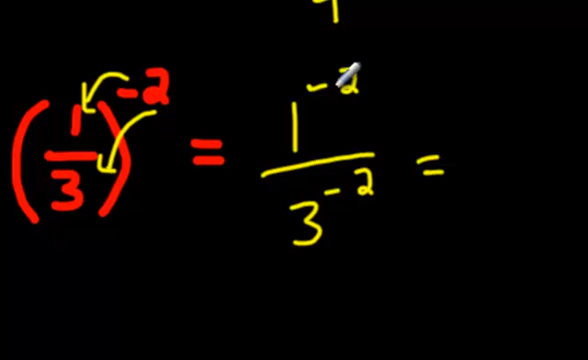 (1/3)^-2 = 1^-2/3^-2 =